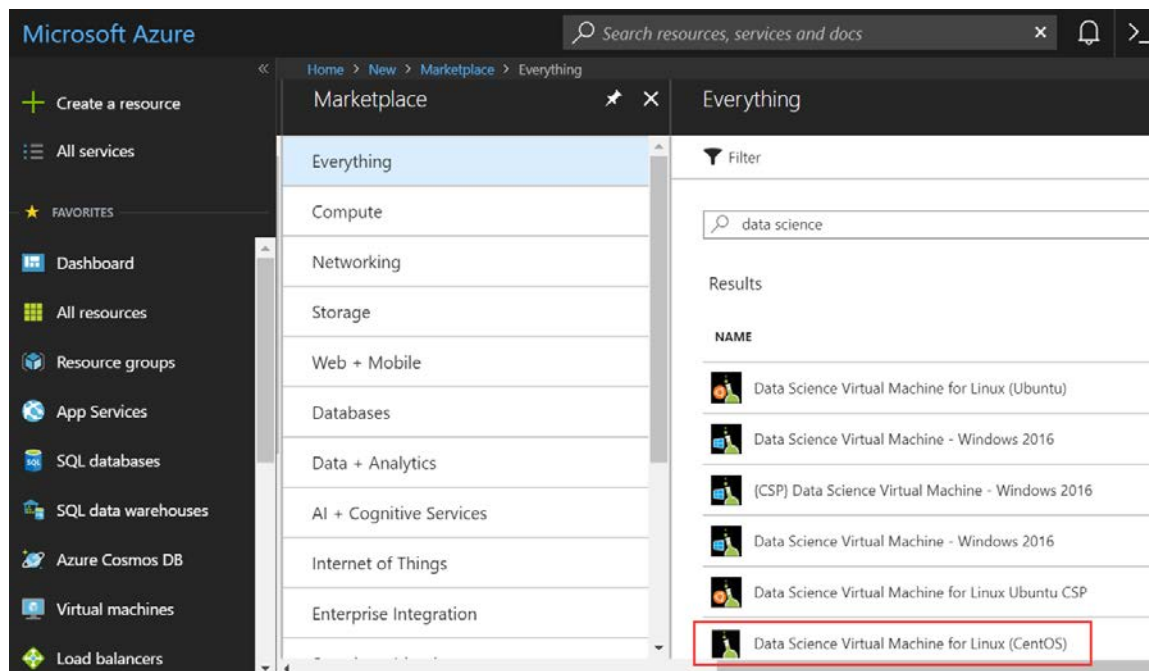 Microsoft Azure
Search resources, services and docs
Home > New > Marketplace > Everything
Create a resource
All services
FAVORITES
Dashboard
All resources
Resource groups
App Services
SQL databases
SQL data warehouses
Azure Cosmos DB
Virtual machines
Load balancers
Marketplace
Everything
Compute
Networking
Storage
Web + Mobile
Databases
Data + Analytics
AI + Cognitive Services
Internet of Things
Enterprise Integration
Everything
Filter
data science
Results
NAME
Data Science Virtual Machine for Linux (Ubuntu)
Data Science Virtual Machine - Windows 2016
(CSP) Data Science Virtual Machine - Windows 2016
Data Science Virtual Machine - Windows 2016
Data Science Virtual Machine for Linux Ubuntu CSP
Data Science Virtual Machine for Linux (CentOS)